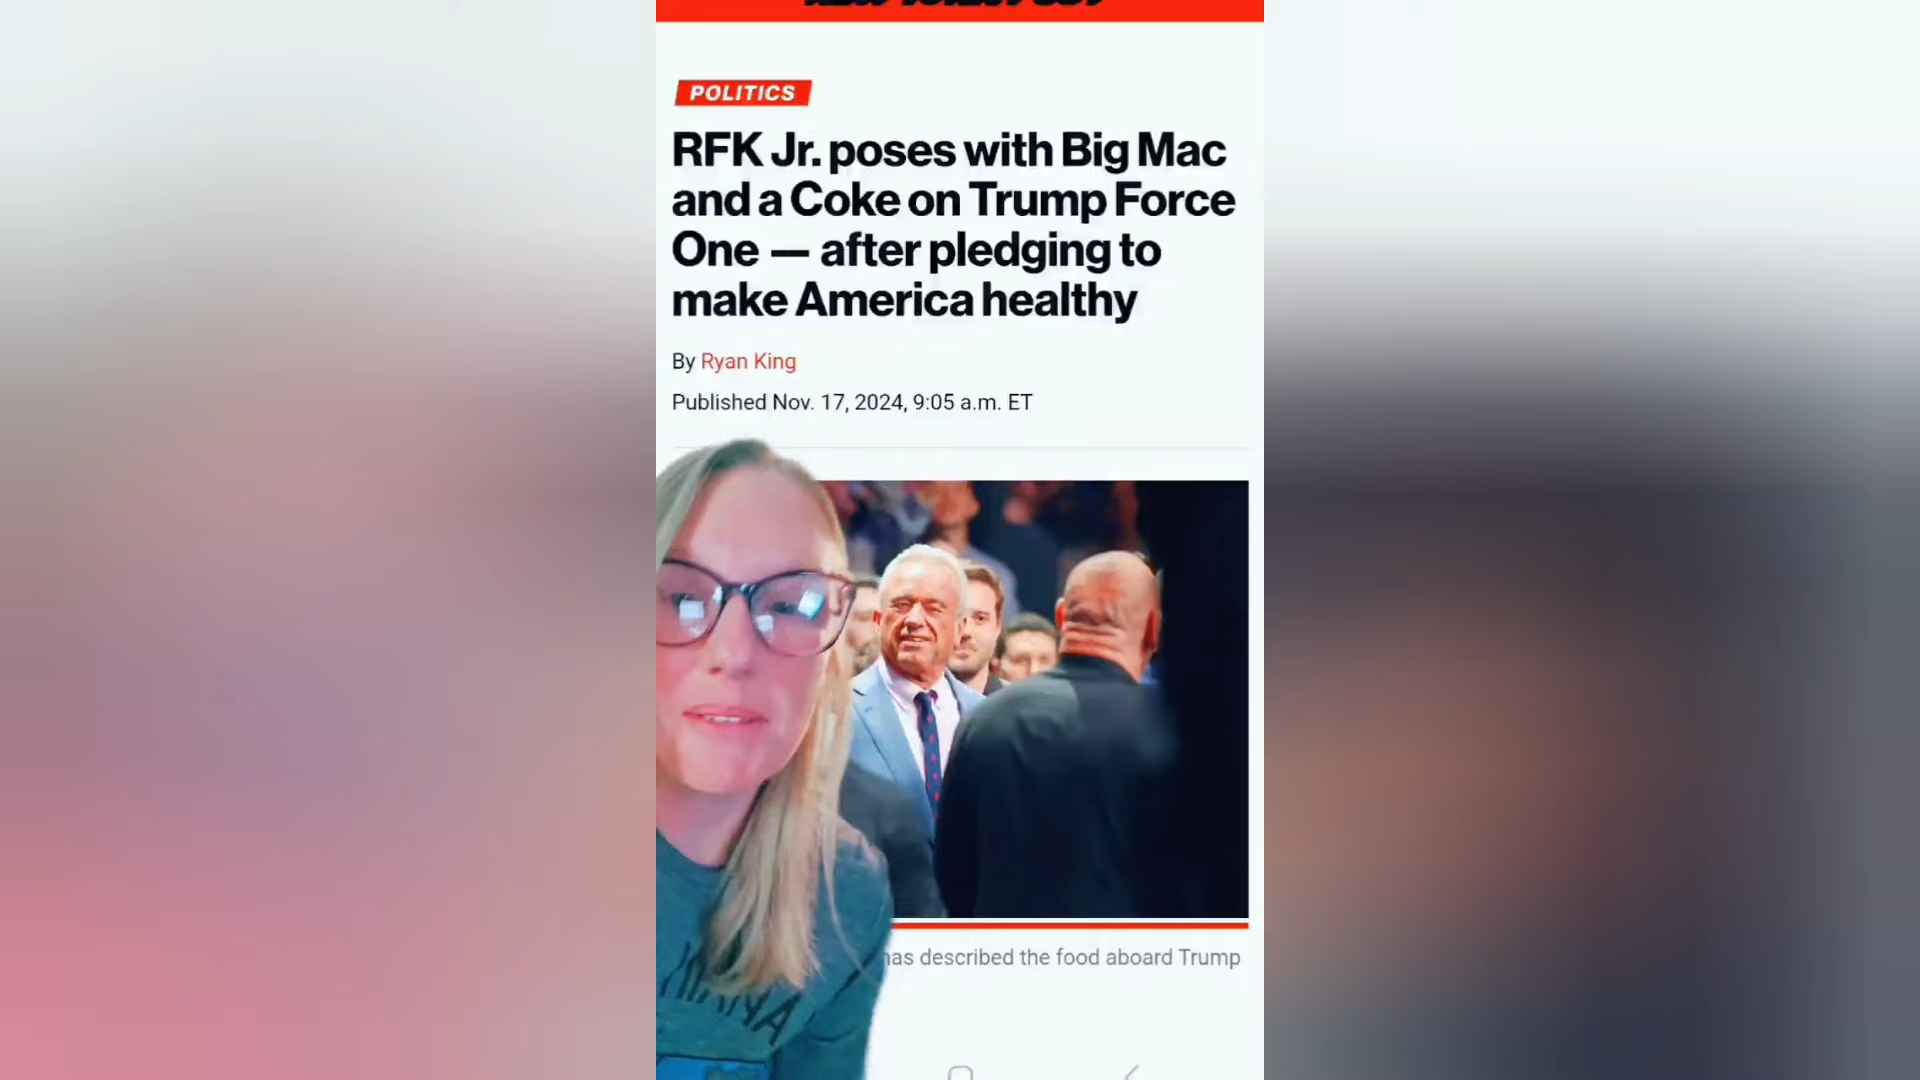 POLITICS
RFK Jr. poses with Big Mac
and a Coke on Trump Force
One — after pledging to
make America healthy
By Ryan King
Published Nov. 17, 2024, 9:05 a.m. ET
has described the food aboard Trump